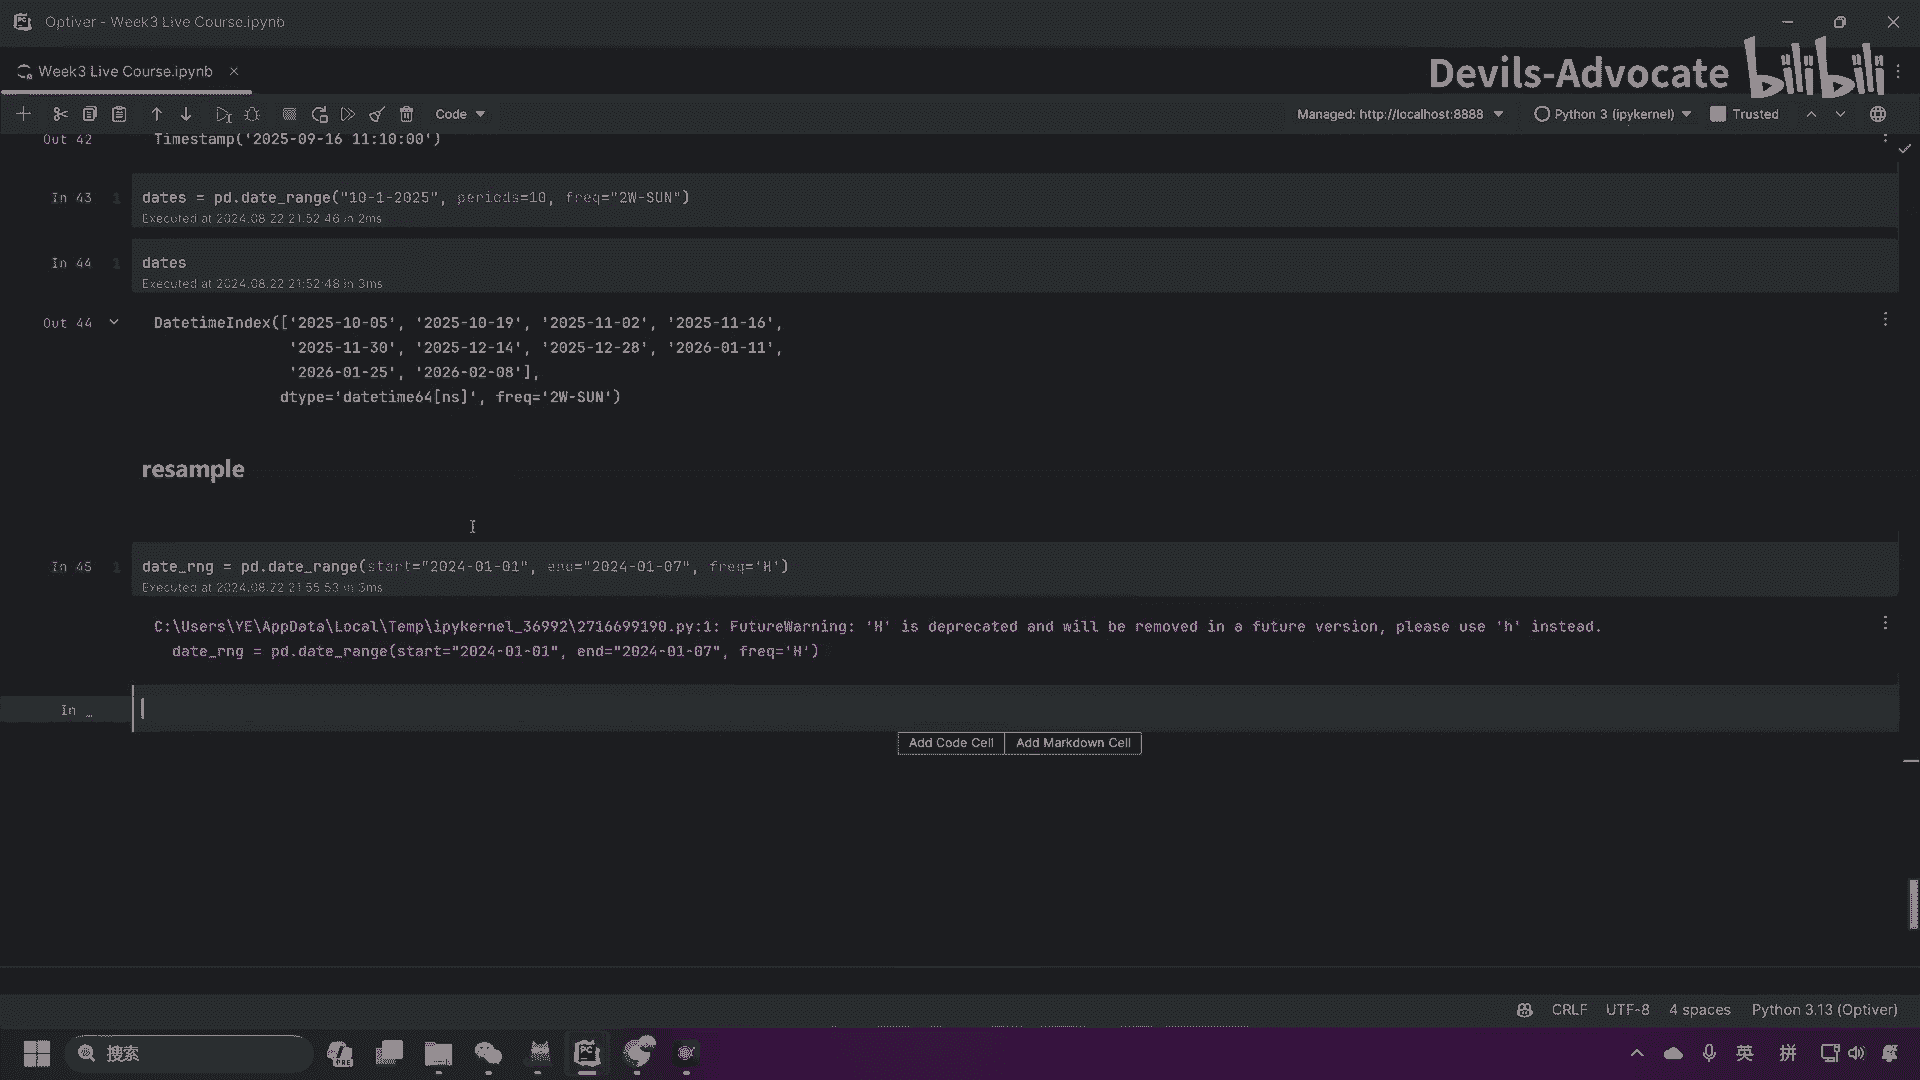 Optiver - Week3 Live Course.ipynb
Week3 Live Course.ipynb
Devils-Advocate bilibili
Code
Managed: http://localhost:8888
Python 3 (ipykernel)
Trusted
Out 42
Timestamp('2025-09-16 11:10:00')
In 43
1
dates = pd.date_range("10-1-2025", periods=10, freq="2W-SUN")
Executed at 2024.08.22 21:52:46 in 2ms
In 44
1
dates
Executed at 2024.08.22 21:52:48 in 3ms
Out 44
DatetimeIndex(['2025-10-05', '2025-10-19', '2025-11-02', '2025-11-16',
'2025-11-30', '2025-12-14', '2025-12-28', '2026-01-11',
'2026-01-25', '2026-02-08'],
dtype='datetime64[ns]', freq='2W-SUN')
resample
In 45
1
date_rng = pd.date_range(start="2024-01-01", end="2024-01-07", freq='H')
Executed at 2024.08.22 21:55:53 in 3ms
C:\Users\YE\AppData\Local\Temp\ipykernel_36992\2716699190.py:1: FutureWarning: 'H' is deprecated and will be removed in a future version, please use 'h' instead.
date_rng = pd.date_range(start="2024-01-01", end="2024-01-07", freq='H')
In _
Add Code Cell
Add Markdown Cell
CRLF
UTF-8
4 spaces
Python 3.13 (Optiver)
搜索
英
拼